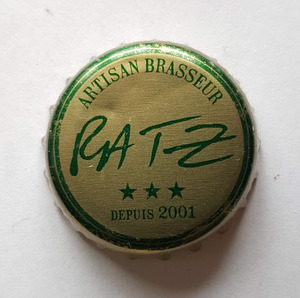 ARTISAN BRASSEUR
RATZ
★★★
DEPUIS 2001